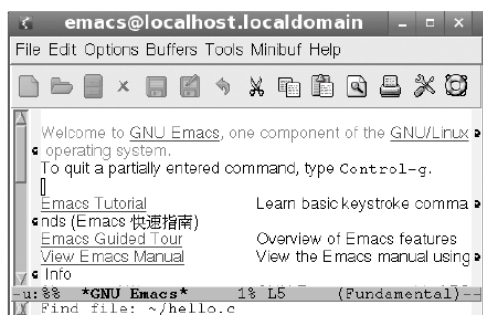 emacs@localhost.localdomain
File Edit Options Buffers Tools Minibuf Help
Welcome to GNU Emacs, one component of the GNU/Linux
operating system.
To quit a partially entered command, type Control-g.
Emacs Tutorial Learn basic keystroke comma
nds (Emacs 快速指南)
Emacs Guided Tour Overview of Emacs features
View Emacs Manual View the Emacs manual using
Info
-u:%% *GNU Emacs* 1% L5 (Fundamental)--
Find file: ~/hello.c